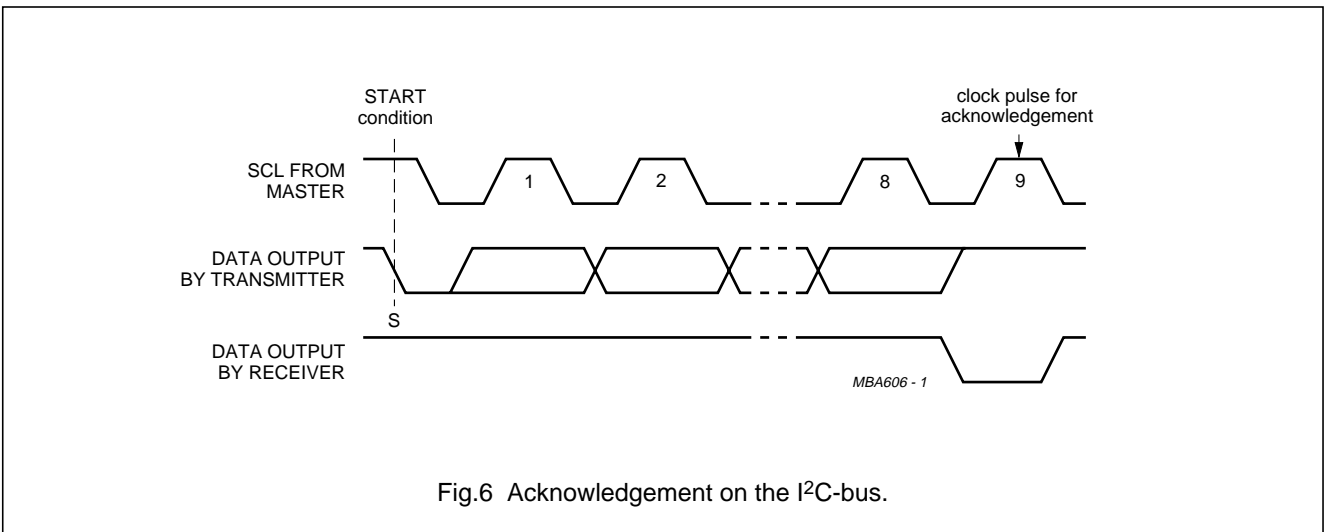 START
condition
clock pulse for
acknowledgement
SCL FROM
MASTER
1
2
8
9
DATA OUTPUT
BY TRANSMITTER
S
DATA OUTPUT
BY RECEIVER
MBA606 - 1
Fig.6 Acknowledgement on the I²C-bus.